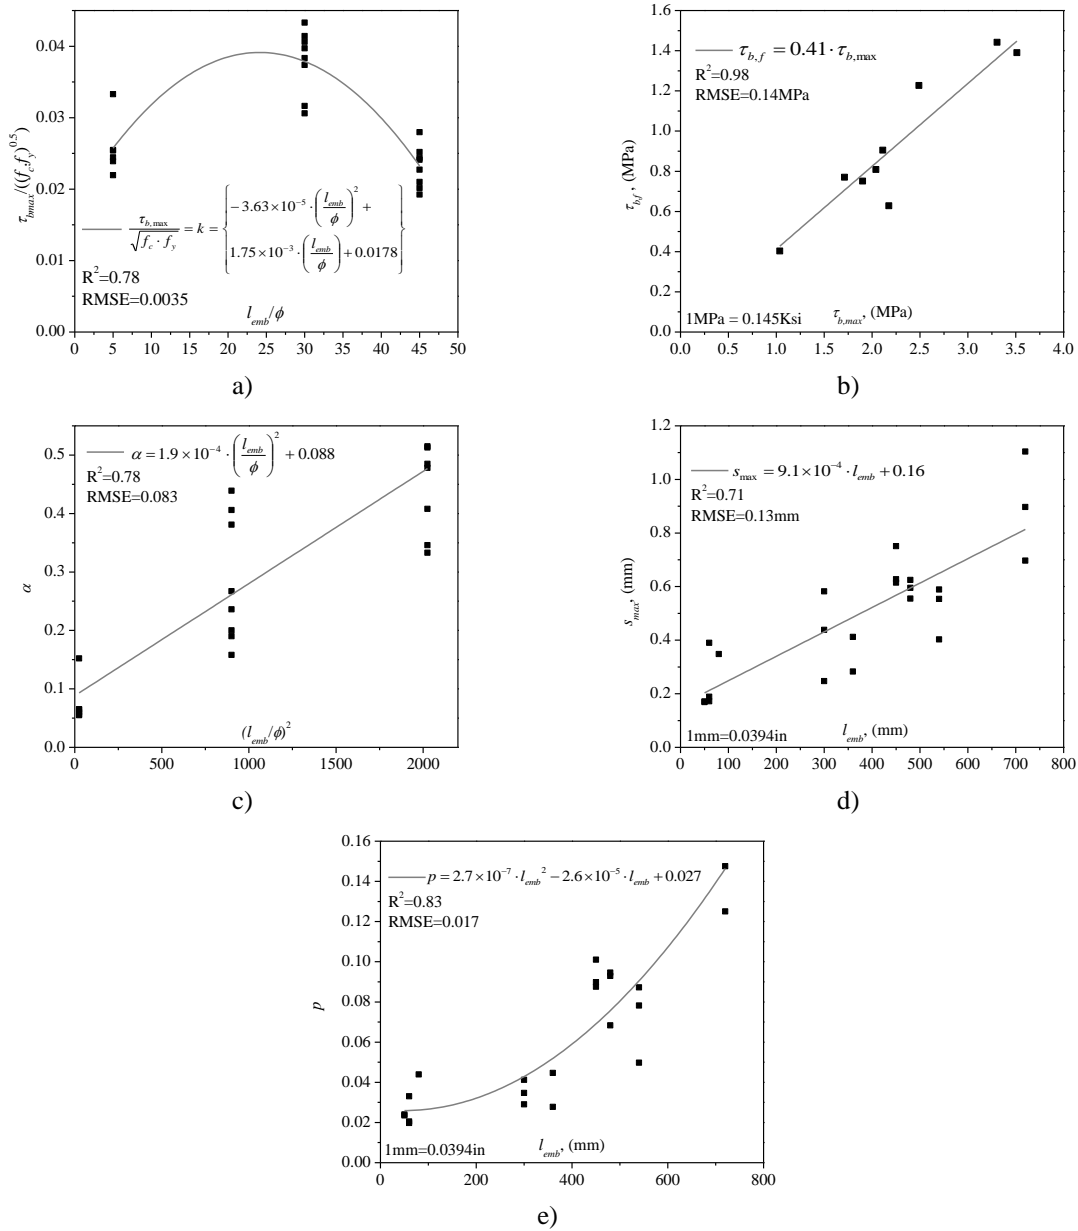 0.04
0.03
0.02
0.01
0.00
τbmax/((fc·fy)^0.5)
τb,max/√(fc · fy) = k = {−3.63×10^−5 · (lemb/ϕ)^2 +
1.75×10^−3 · (lemb/ϕ) + 0.0178}
R^2=0.78
RMSE=0.0035
lemb/ϕ
0 5 10 15 20 25 30 35 40 45 50
a)
1.6
1.4
1.2
1.0
0.8
0.6
0.4
0.2
0.0
τb,f, (MPa)
τb,f = 0.41 · τb,max
R^2=0.98
RMSE=0.14MPa
1MPa = 0.145Ksi
τb,max, (MPa)
0.0 0.5 1.0 1.5 2.0 2.5 3.0 3.5 4.0
b)
0.5
0.4
0.3
0.2
0.1
0.0
α
α = 1.9 × 10^−4 · (lemb/ϕ)^2 + 0.088
R^2=0.78
RMSE=0.083
(lemb/ϕ)^2
0 500 1000 1500 2000
c)
1.2
1.0
0.8
0.6
0.4
0.2
0.0
smax, (mm)
smax = 9.1×10^−4 · lemb + 0.16
R^2=0.71
RMSE=0.13mm
1mm=0.0394in
lemb, (mm)
0 100 200 300 400 500 600 700 800
d)
0.16
0.14
0.12
0.10
0.08
0.06
0.04
0.02
0.00
p
p = 2.7×10^−7 · lemb^2 − 2.6×10^−5 · lemb + 0.027
R^2=0.83
RMSE=0.017
1mm=0.0394in
lemb, (mm)
0 200 400 600 800
e)